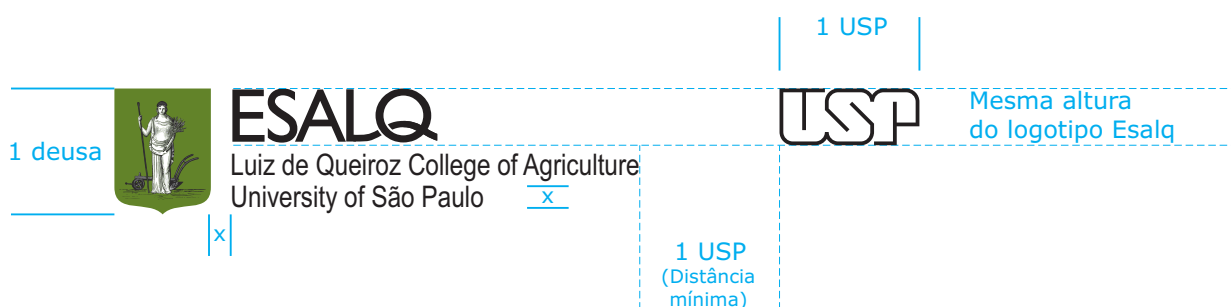 1 USP
ESALQ
USP
Mesma altura
do logotipo Esalq
1 deusa
Luiz de Queiroz College of Agriculture
University of São Paulo
x
x
1 USP
(Distância
mínima)